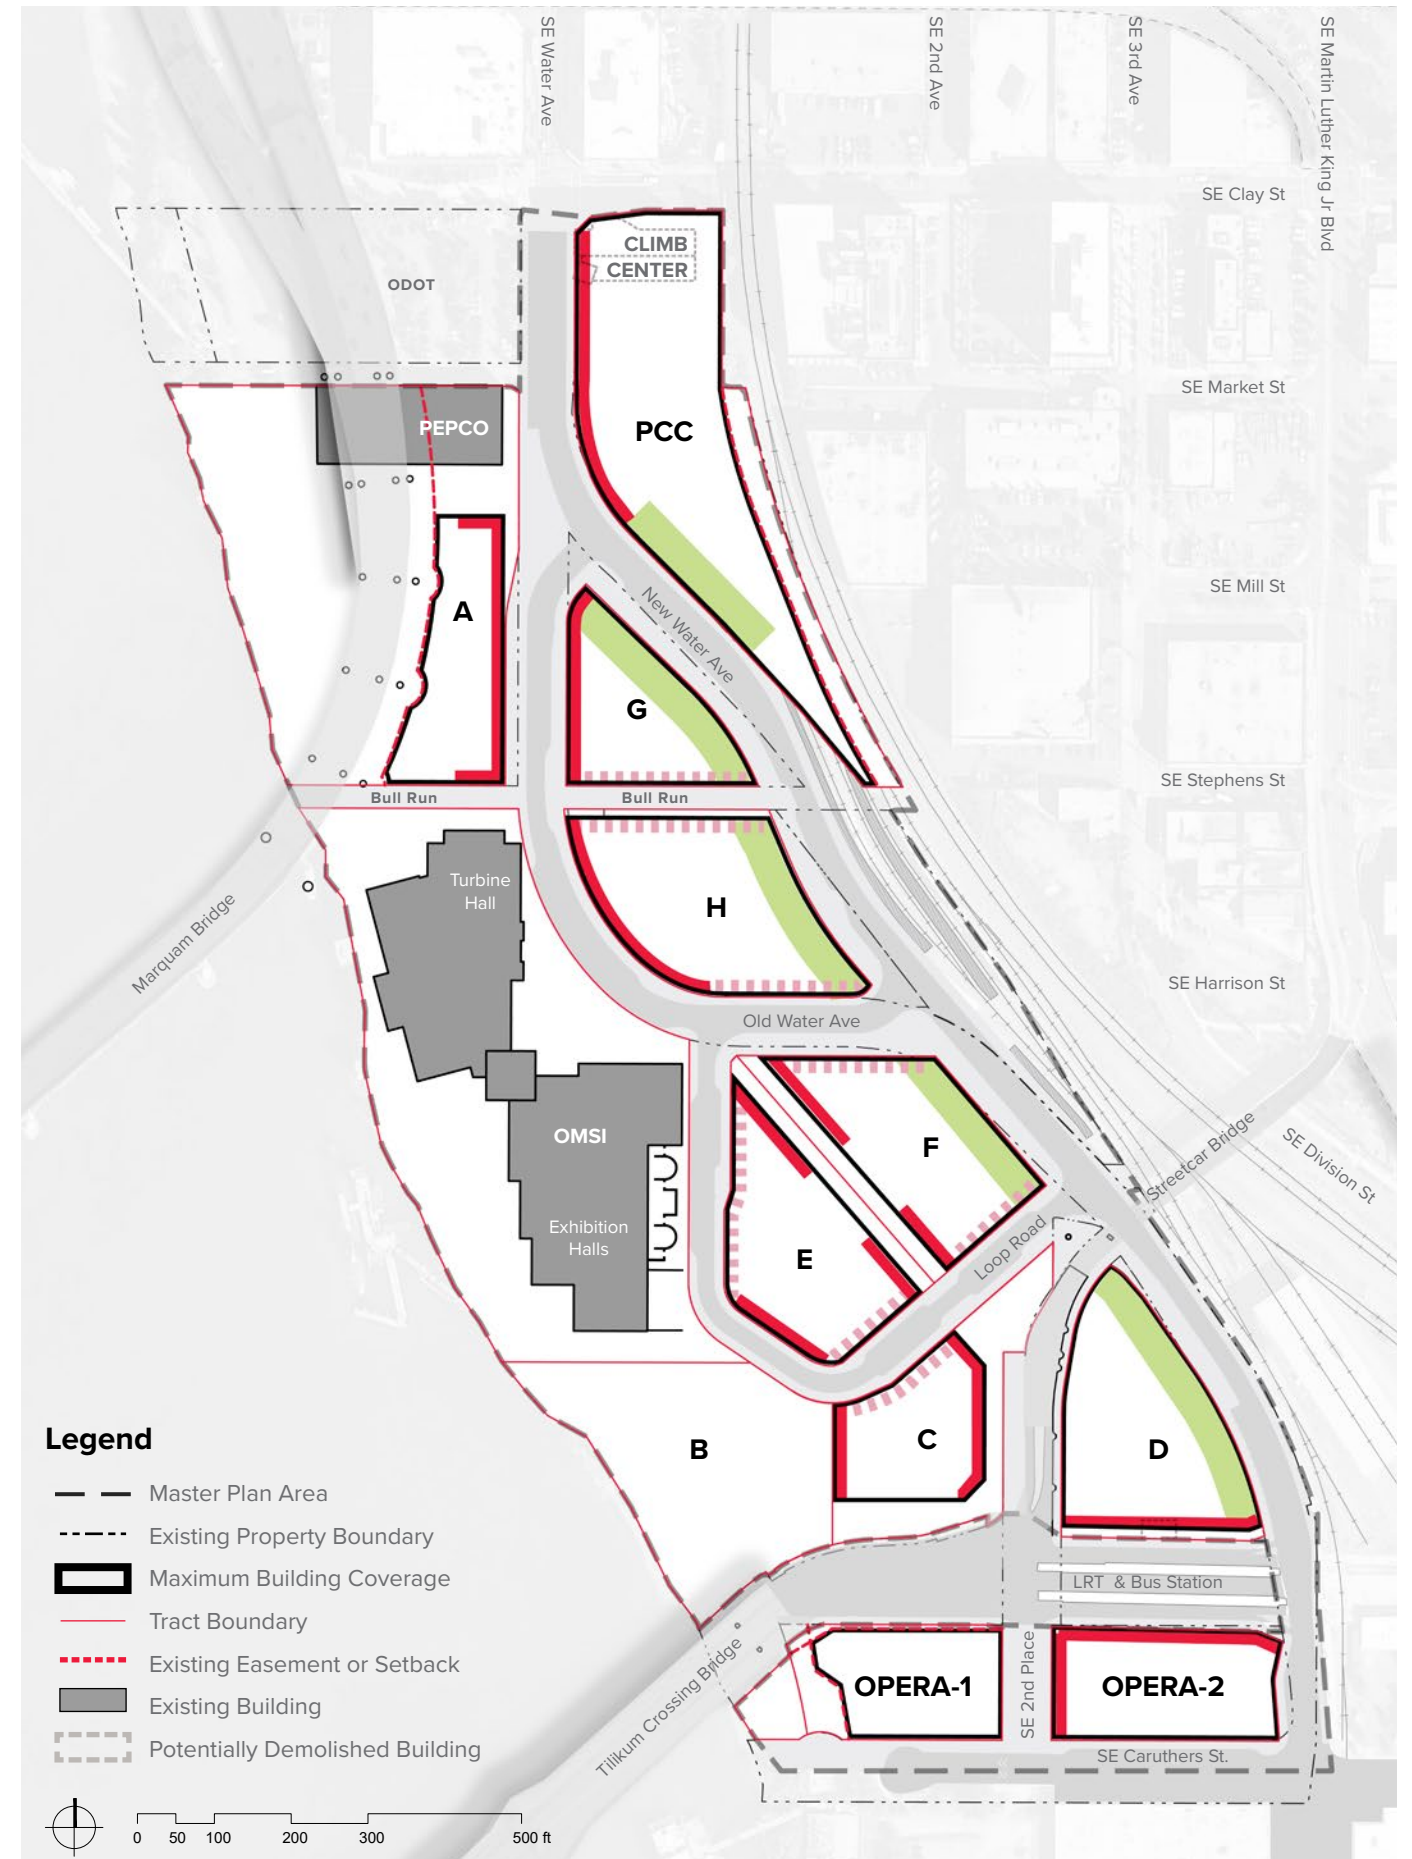 SE Water Ave
SE 2nd Ave
SE 3rd Ave
SE Martin Luther King Jr Blvd
SE Clay St
CLIMB
CENTER
ODOT
SE Market St
PEPCO
PCC
SE Mill St
A
New Water Ave
G
SE Stephens St
Bull Run
Bull Run
Turbine
Hall
H
Marquam Bridge
SE Harrison St
Old Water Ave
OMSI
F
Streetcar Bridge
SE Division St
Exhibition
Halls
E
Loop Road
B
C
D
Legend
Master Plan Area
Existing Property Boundary
Maximum Building Coverage
Tract Boundary
Existing Easement or Setback
Existing Building
Potentially Demolished Building
LRT & Bus Station
OPERA-1
SE 2nd Place
OPERA-2
Tilikum Crossing Bridge
SE Caruthers St.
0 50 100 200 300 500 ft